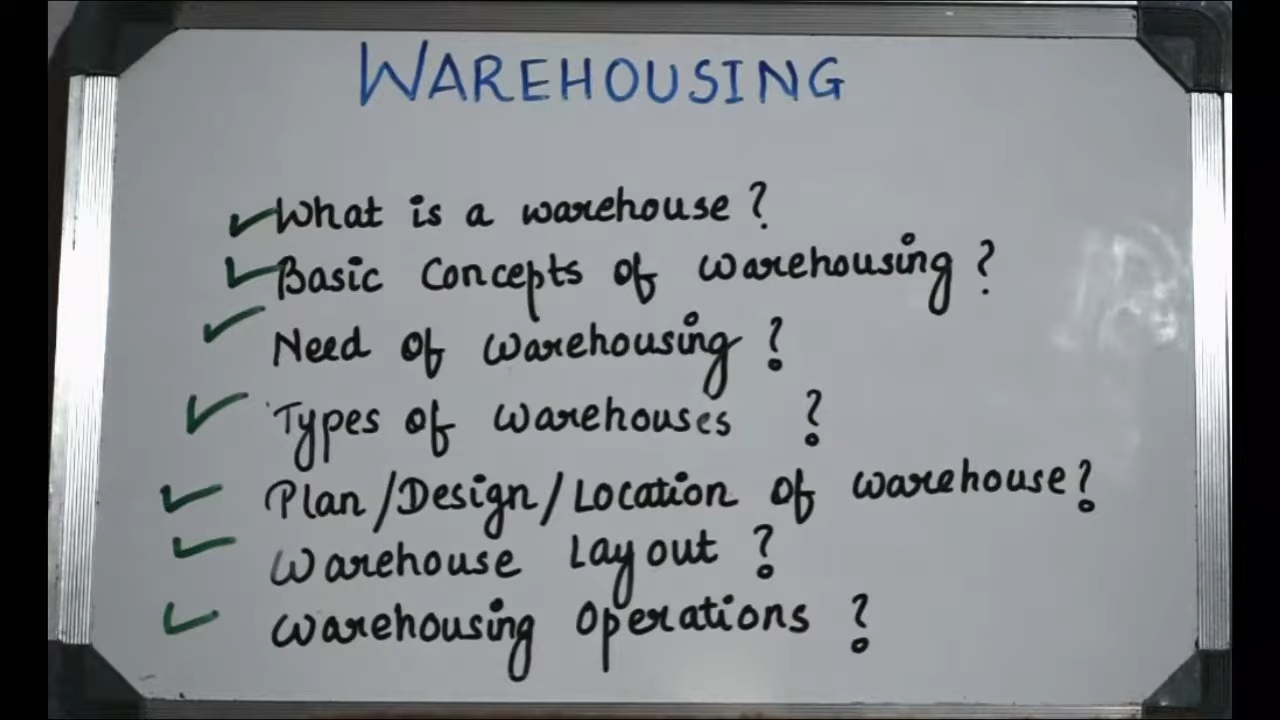 WAREHOUSING
✓ What is a warehouse?
✓ Basic Concepts of warehousing?
✓ Need of warehousing?
✓ Types of warehouses ?
✓ Plan/Design/Location of warehouse?
✓ Warehouse Layout ?
✓ Warehousing Operations ?